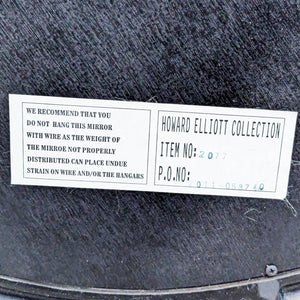 WE RECOMMEND THAT YOU
DO NOT HANG THIS MIRROR
WITH WIRE AS THE WEIGHT OF
THE MIRROR NOT PROPERLY
DISTRIBUTED CAN PLACE UNDUE
STRAIN ON WIRE AND/OR THE HANGARS
HOWARD ELLIOTT COLLECTION
ITEM NO: 2077
P.O.NO: